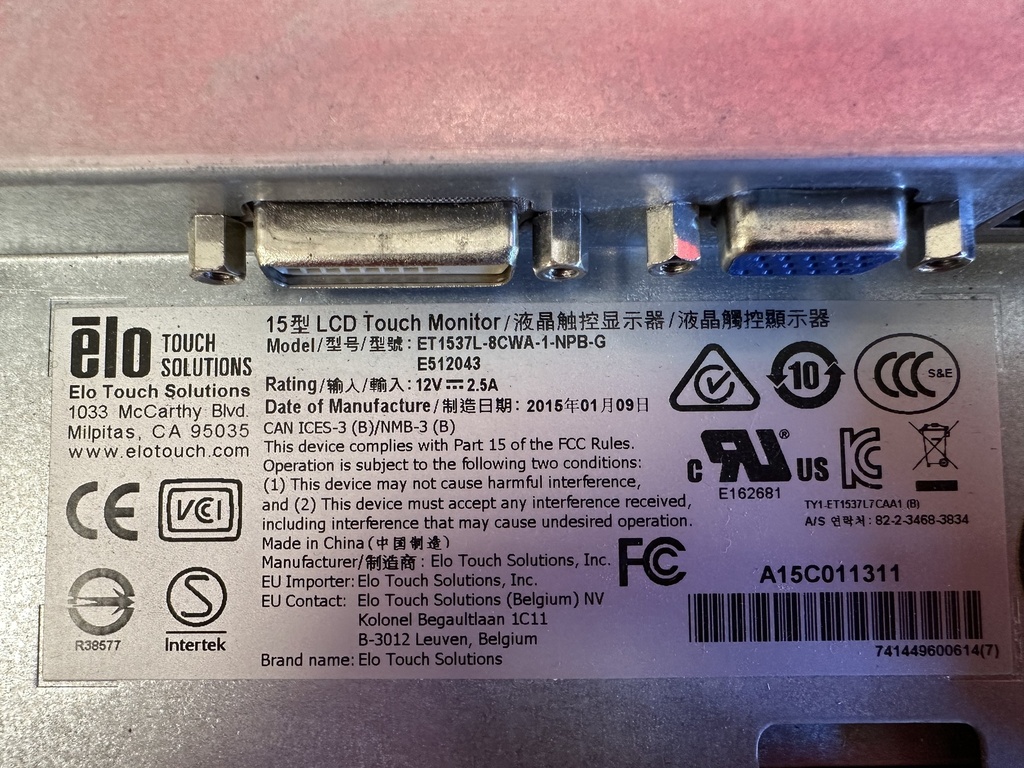 elo TOUCH SOLUTIONS
Elo Touch Solutions
1033 McCarthy Blvd.
Milpitas, CA 95035
www.elotouch.com
CE
VCI
R38577
S
Intertek
15型 LCD Touch Monitor/液晶触控显示器/液晶觸控顯示器
Model/型号/型號: ET1537L-8CWA-1-NPB-G
E512043
Rating/输入/輸入: 12V ⎓ 2.5A
Date of Manufacture/制造日期: 2015年01月09日
CAN ICES-3 (B)/NMB-3 (B)
This device complies with Part 15 of the FCC Rules.
Operation is subject to the following two conditions:
(1) This device may not cause harmful interference,
and (2) This device must accept any interference received,
including interference that may cause undesired operation.
Made in China (中国制造)
Manufacturer/制造商: Elo Touch Solutions, Inc.
EU Importer: Elo Touch Solutions, Inc.
EU Contact: Elo Touch Solutions (Belgium) NV
Kolonel Begaultlaan 1C11
B-3012 Leuven, Belgium
Brand name: Elo Touch Solutions
FC
10
CCC S&E
c RU® US
E162681
KC
TY1-ET1537L7CAA1 (B)
A/S 연락처: 82-2-3468-3834
A15C011311
741449600614(7)